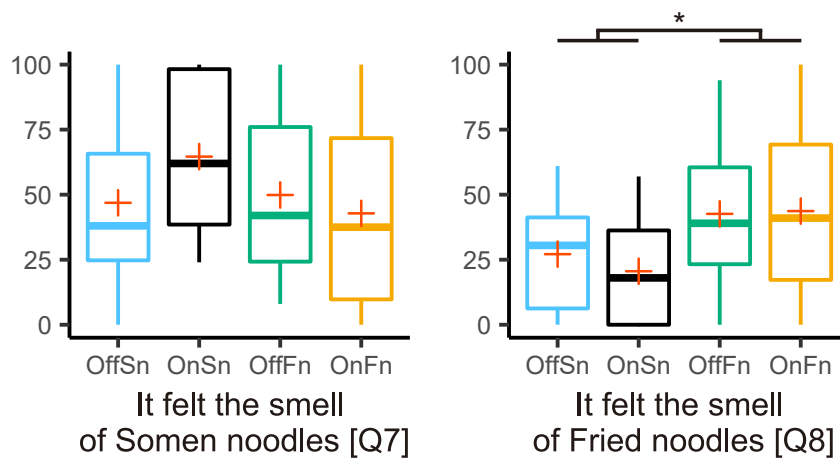 *
100
75
50
25
0
OffSn OnSn OffFn OnFn
It felt the smell
of Somen noodles [Q7]
100
75
50
25
0
OffSn OnSn OffFn OnFn
It felt the smell
of Fried noodles [Q8]